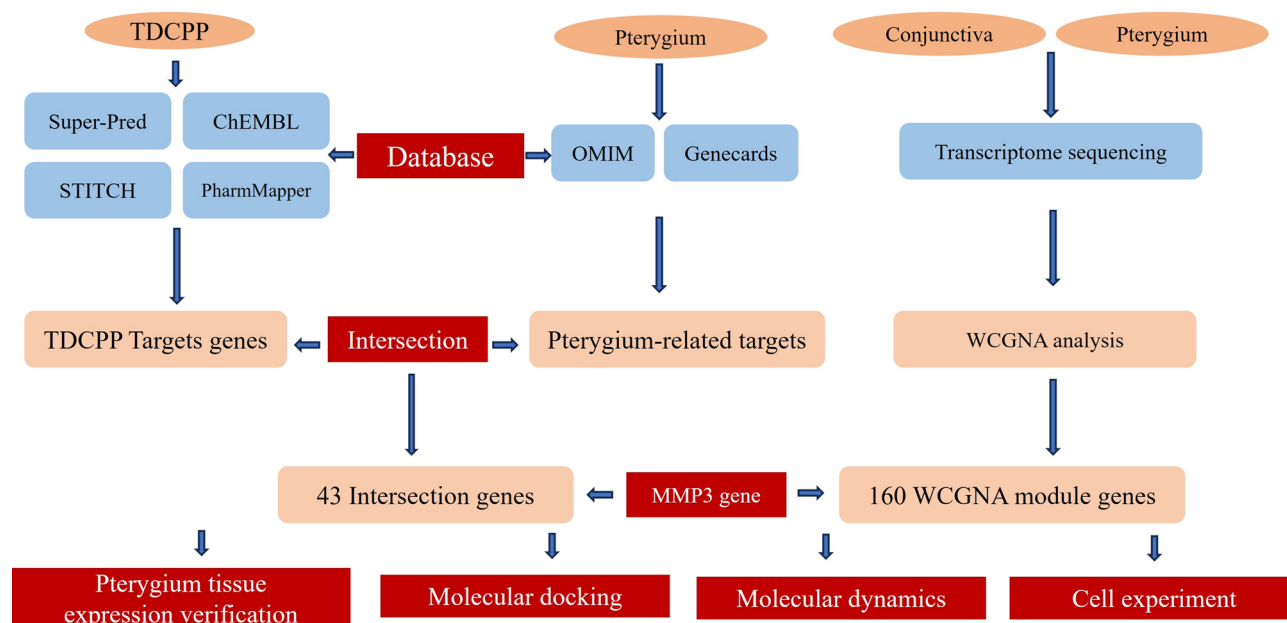 TDCPP
Pterygium
Conjunctiva
Pterygium
Super-Pred
ChEMBL
Database
OMIM
Genecards
Transcriptome sequencing
STITCH
PharmMapper
TDCPP Targets genes
Intersection
Pterygium-related targets
WCGNA analysis
43 Intersection genes
MMP3 gene
160 WCGNA module genes
Pterygium tissue
expression verification
Molecular docking
Molecular dynamics
Cell experiment